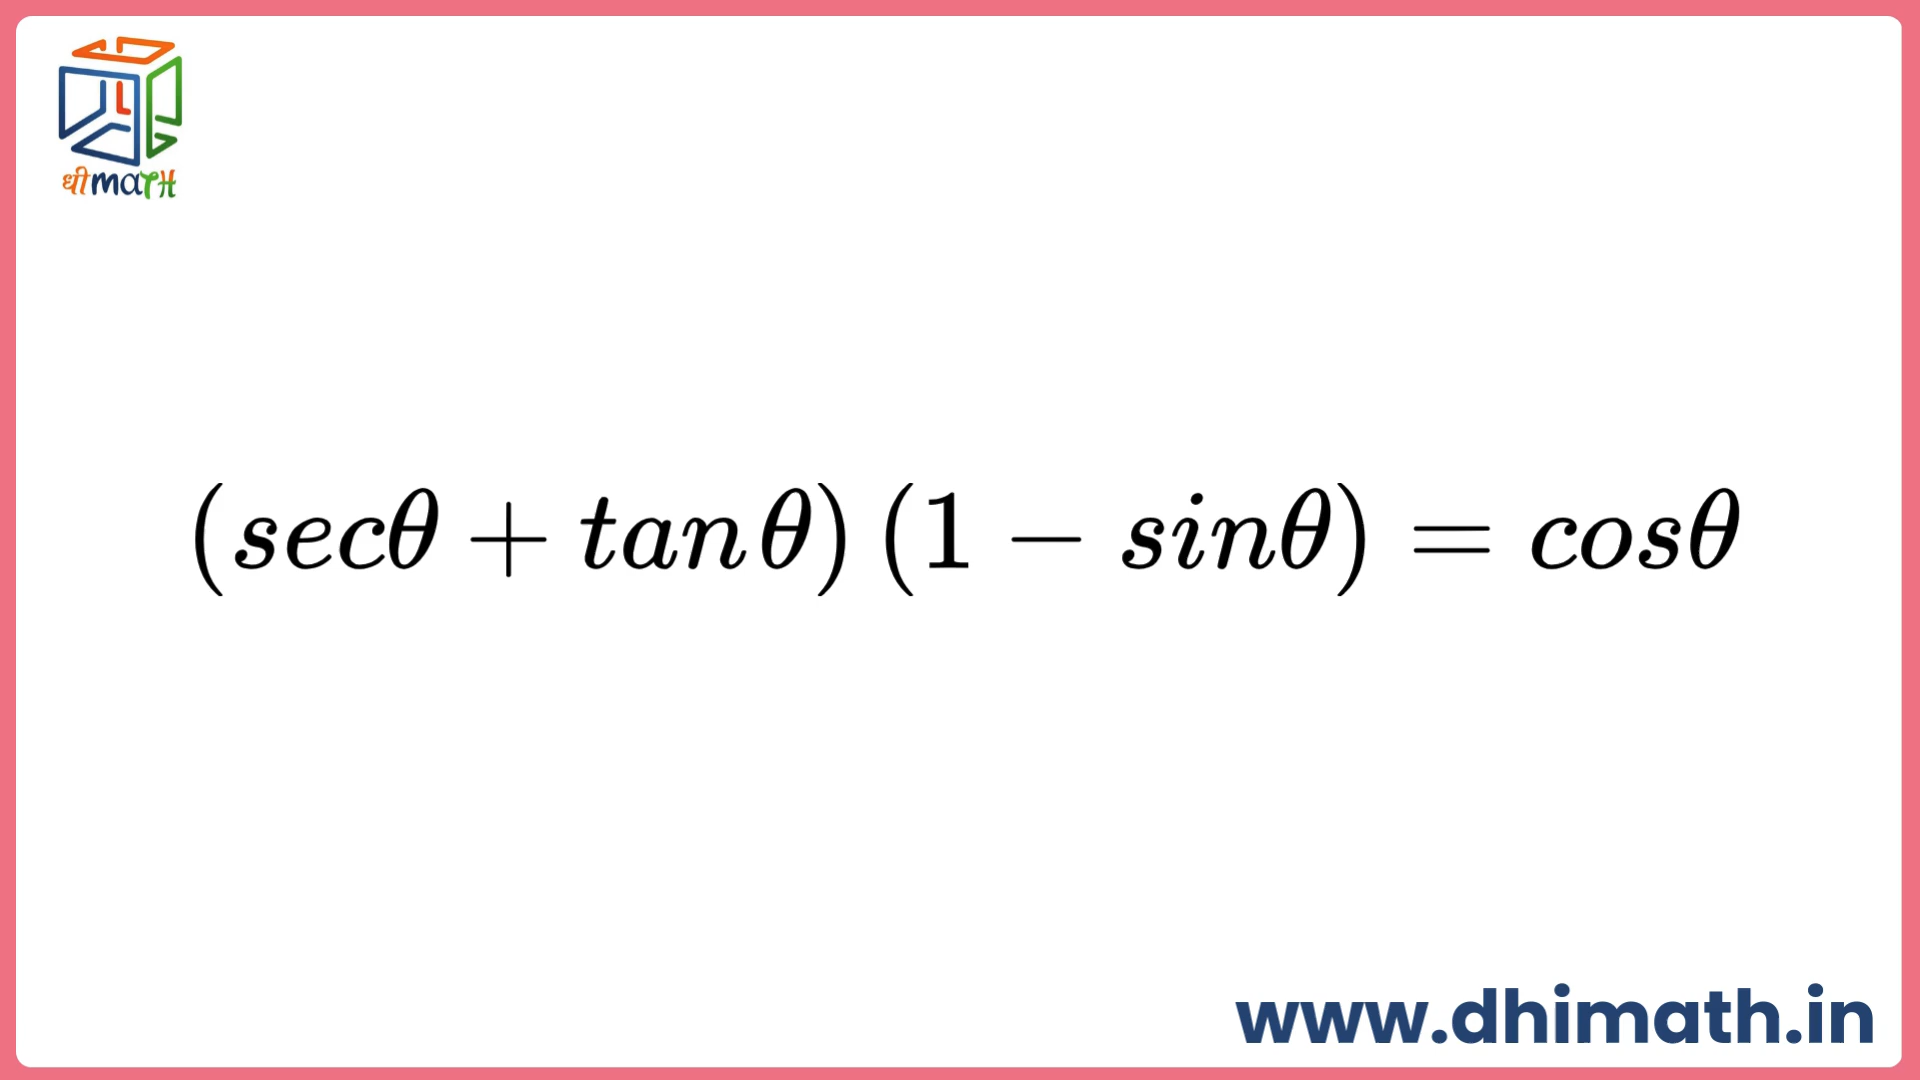 धीmaTH
(secθ + tanθ) (1 − sinθ) = cosθ
www.dhimath.in